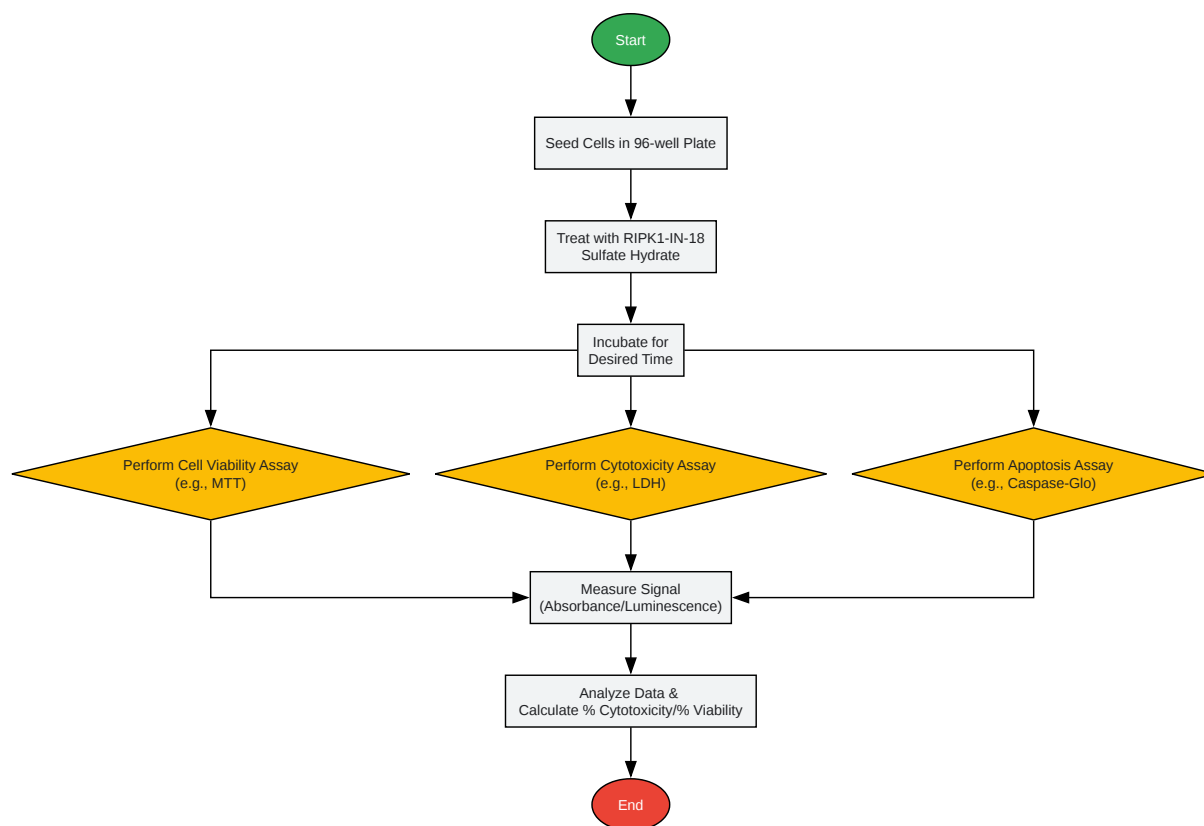 Start
Seed Cells in 96-well Plate
Treat with RIPK1-IN-18
Sulfate Hydrate
Incubate for
Desired Time
Perform Cell Viability Assay
(e.g., MTT)
Perform Cytotoxicity Assay
(e.g., LDH)
Perform Apoptosis Assay
(e.g., Caspase-Glo)
Measure Signal
(Absorbance/Luminescence)
Analyze Data &
Calculate % Cytotoxicity/% Viability
End